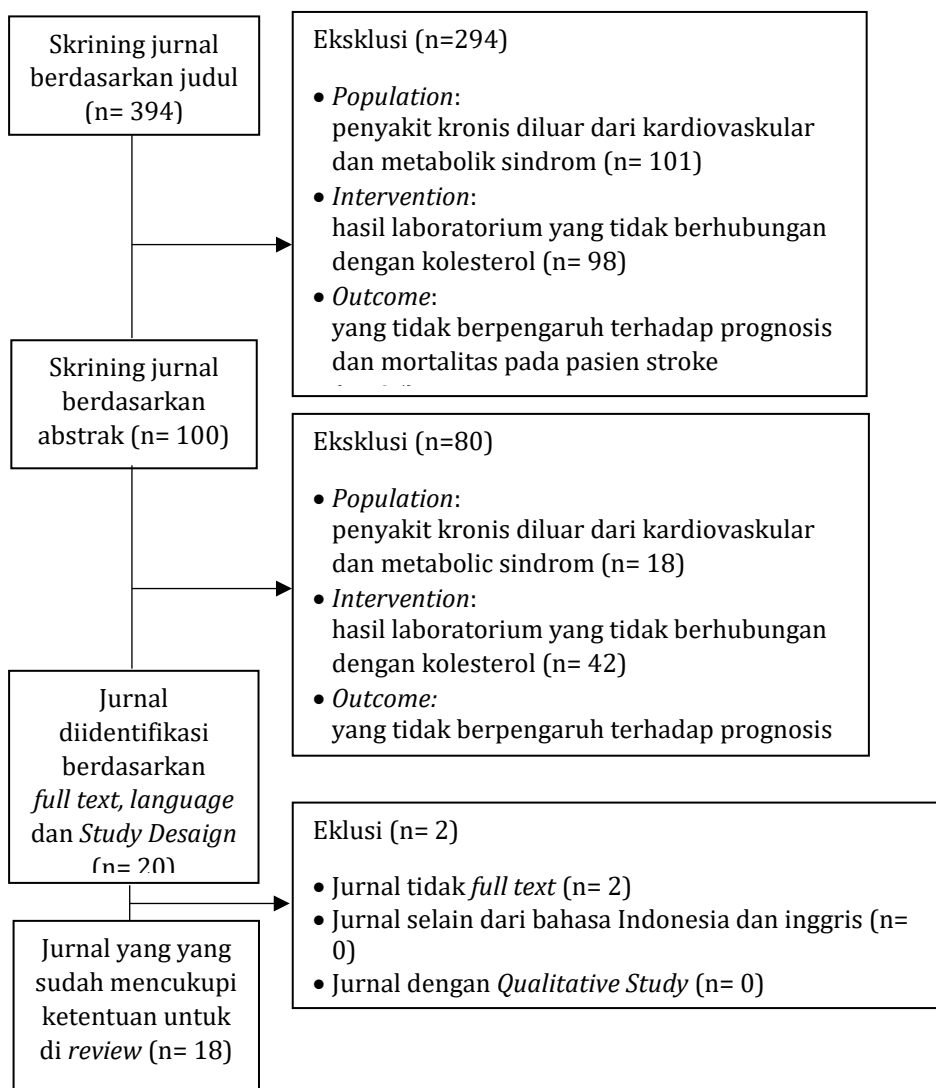 Skrining jurnal
berdasarkan judul
(n= 394)
Eksklusi (n=294)
• Population:
penyakit kronis diluar dari kardiovaskular
dan metabolik sindrom (n= 101)
• Intervention:
hasil laboratorium yang tidak berhubungan
dengan kolesterol (n= 98)
• Outcome:
yang tidak berpengaruh terhadap prognosis
dan mortalitas pada pasien stroke
Skrining jurnal
berdasarkan
abstrak (n= 100)
Eksklusi (n=80)
• Population:
penyakit kronis diluar dari kardiovaskular
dan metabolic sindrom (n= 18)
• Intervention:
hasil laboratorium yang tidak berhubungan
dengan kolesterol (n= 42)
• Outcome:
yang tidak berpengaruh terhadap prognosis
Jurnal
diidentifikasi
berdasarkan
full text, language
dan Study Desaign
(n= 20)
Eklusi (n= 2)
• Jurnal tidak full text (n= 2)
• Jurnal selain dari bahasa Indonesia dan inggris (n=
0)
• Jurnal dengan Qualitative Study (n= 0)
Jurnal yang yang
sudah mencukupi
ketentuan untuk
di review (n= 18)